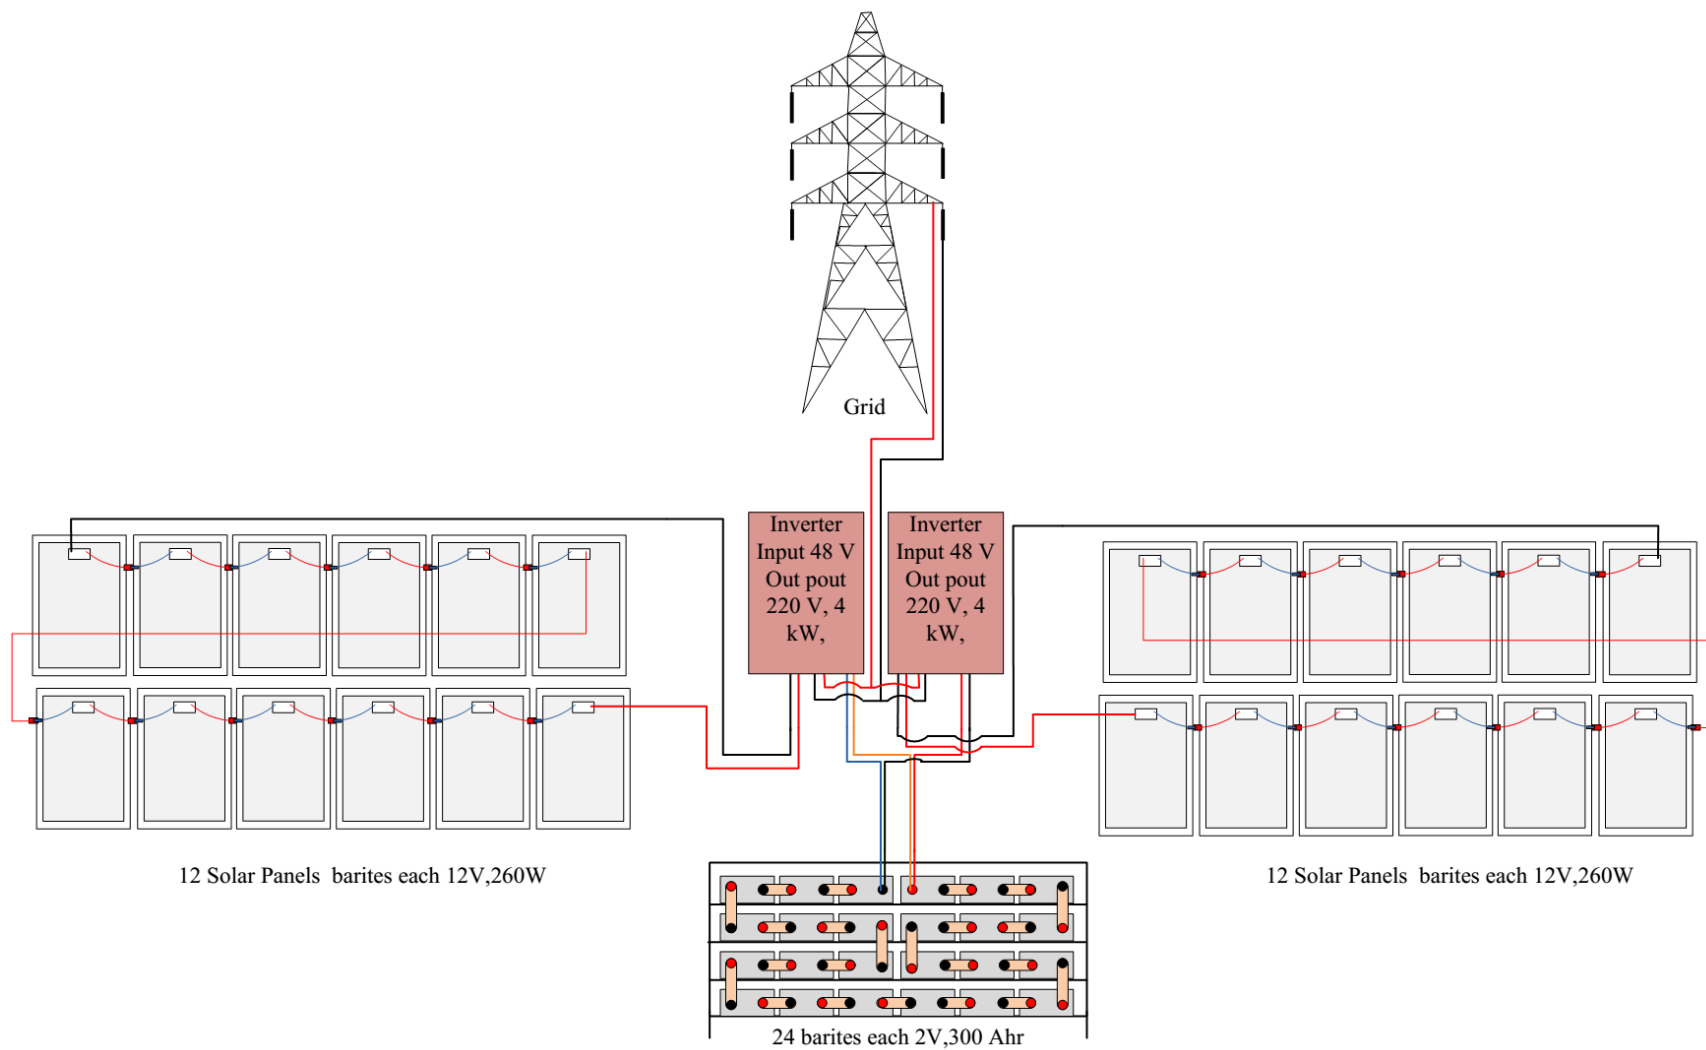 Grid
Inverter
Input 48 V
Out pout
220 V, 4
kW,
Inverter
Input 48 V
Out pout
220 V, 4
kW,
12 Solar Panels  barites each 12V,260W
12 Solar Panels  barites each 12V,260W
24 barites each 2V,300 Ahr